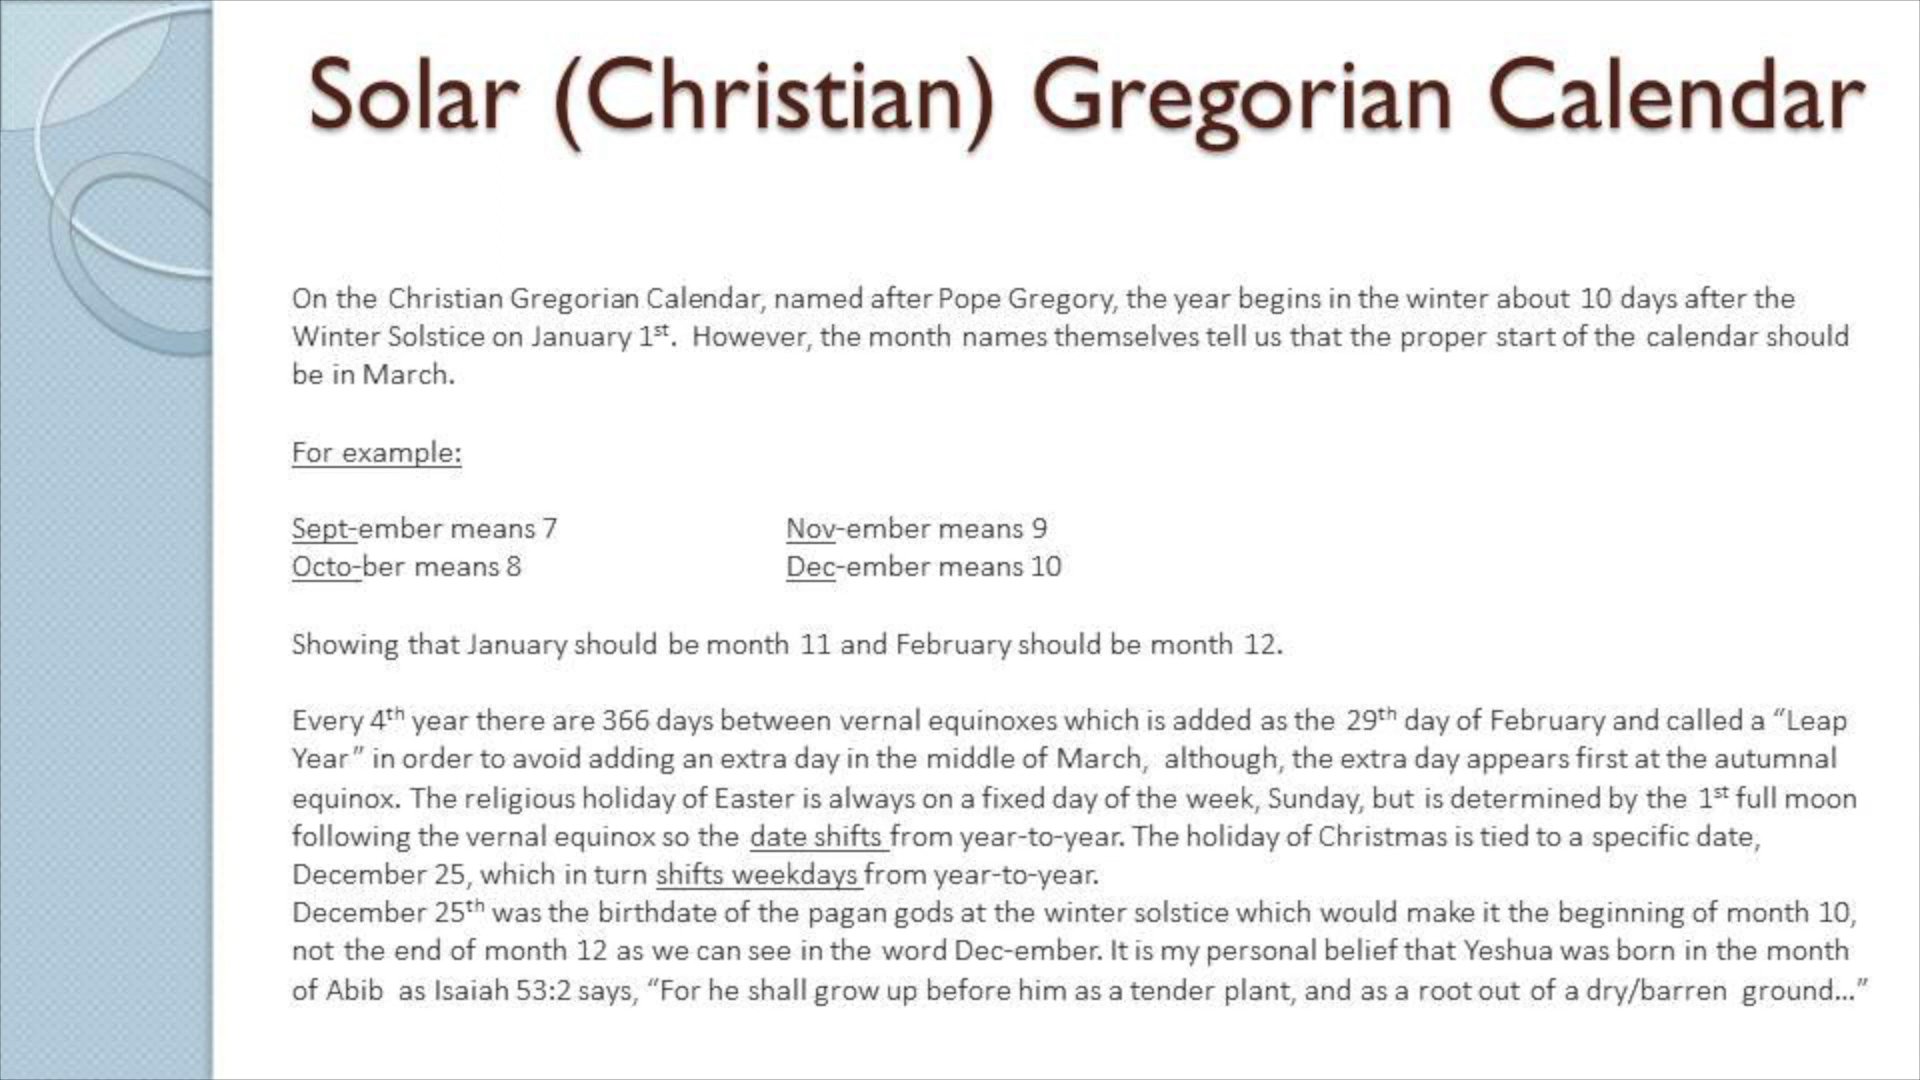 Solar (Christian) Gregorian Calendar
On the Christian Gregorian Calendar, named after Pope Gregory, the year begins in the winter about 10 days after the
Winter Solstice on January 1st. However, the month names themselves tell us that the proper start of the calendar should
be in March.
For example:
Sept-ember means 7 Nov-ember means 9
Octo-ber means 8 Dec-ember means 10
Showing that January should be month 11 and February should be month 12.
Every 4th year there are 366 days between vernal equinoxes which is added as the 29th day of February and called a “Leap
Year” in order to avoid adding an extra day in the middle of March, although, the extra day appears first at the autumnal
equinox. The religious holiday of Easter is always on a fixed day of the week, Sunday, but is determined by the 1st full moon
following the vernal equinox so the date shifts from year-to-year. The holiday of Christmas is tied to a specific date,
December 25, which in turn shifts weekdays from year-to-year.
December 25th was the birthdate of the pagan gods at the winter solstice which would make it the beginning of month 10,
not the end of month 12 as we can see in the word Dec-ember. It is my personal belief that Yeshua was born in the month
of Abib as Isaiah 53:2 says, “For he shall grow up before him as a tender plant, and as a root out of a dry/barren ground…”